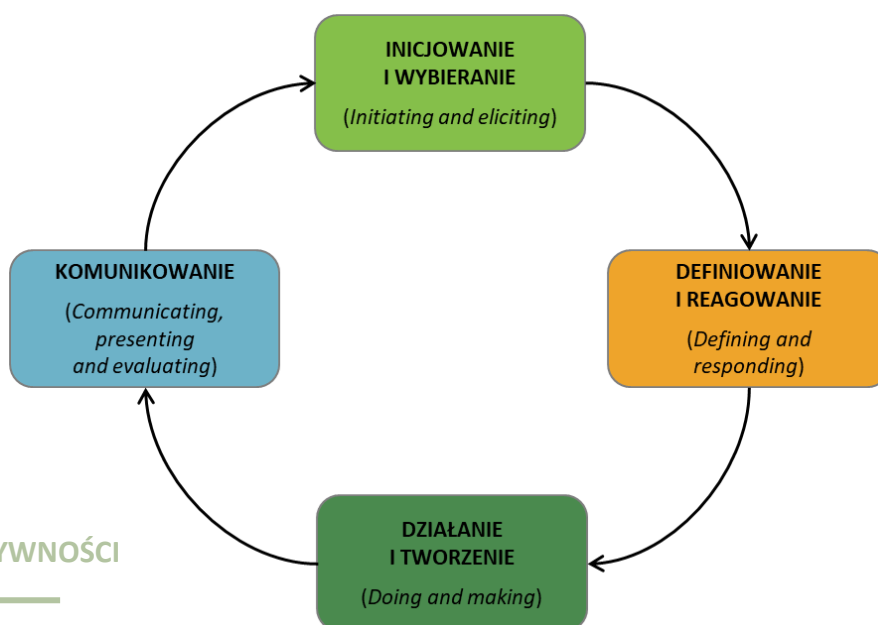 INICJOWANIE
I WYBIERANIE
(Initiating and eliciting)
KOMUNIKOWANIE
(Communicating,
presenting
and evaluating)
DEFINIOWANIE
I REAGOWANIE
(Defining and
responding)
DZIAŁANIE
I TWORZENIE
(Doing and making)
YWNOŚCI